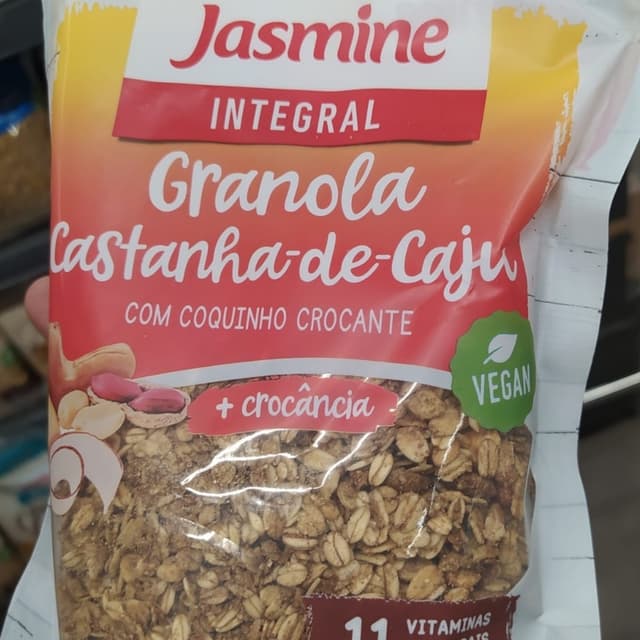 Jasmine
INTEGRAL
Granola
Castanha-de-Caju
COM COQUINHO CROCANTE
VEGAN
+ crocância
11 VITAMINAS